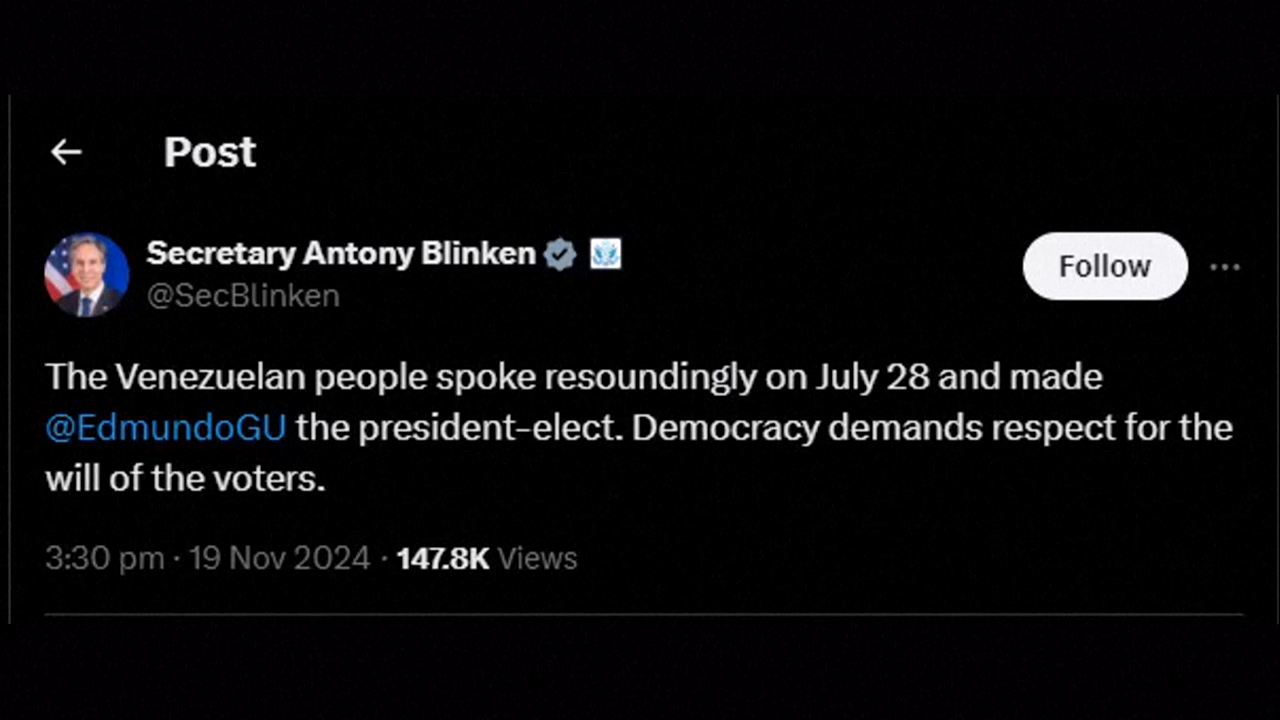 Post
Secretary Antony Blinken
@SecBlinken
Follow
The Venezuelan people spoke resoundingly on July 28 and made
@EdmundoGU the president-elect. Democracy demands respect for the
will of the voters.
3:30 pm · 19 Nov 2024 · 147.8K Views